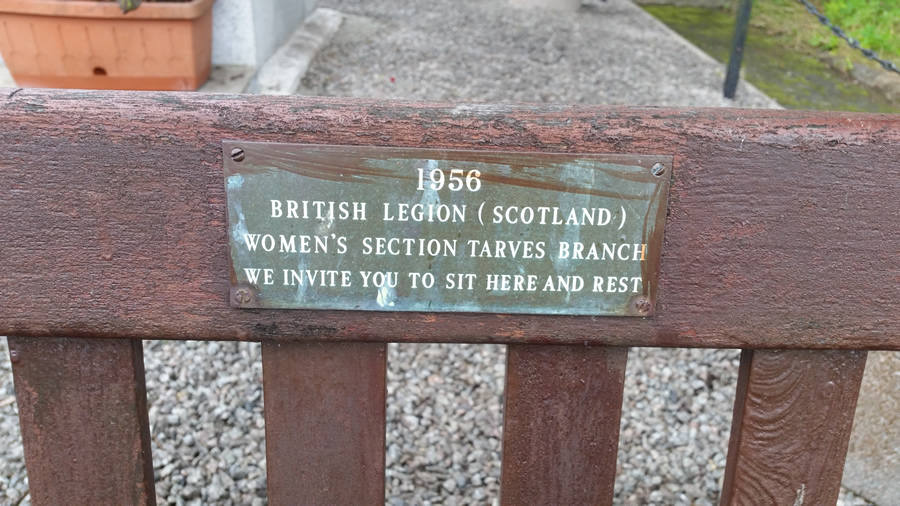 1956
BRITISH LEGION (SCOTLAND)
WOMEN'S SECTION TARVES BRANCH
WE INVITE YOU TO SIT HERE AND REST